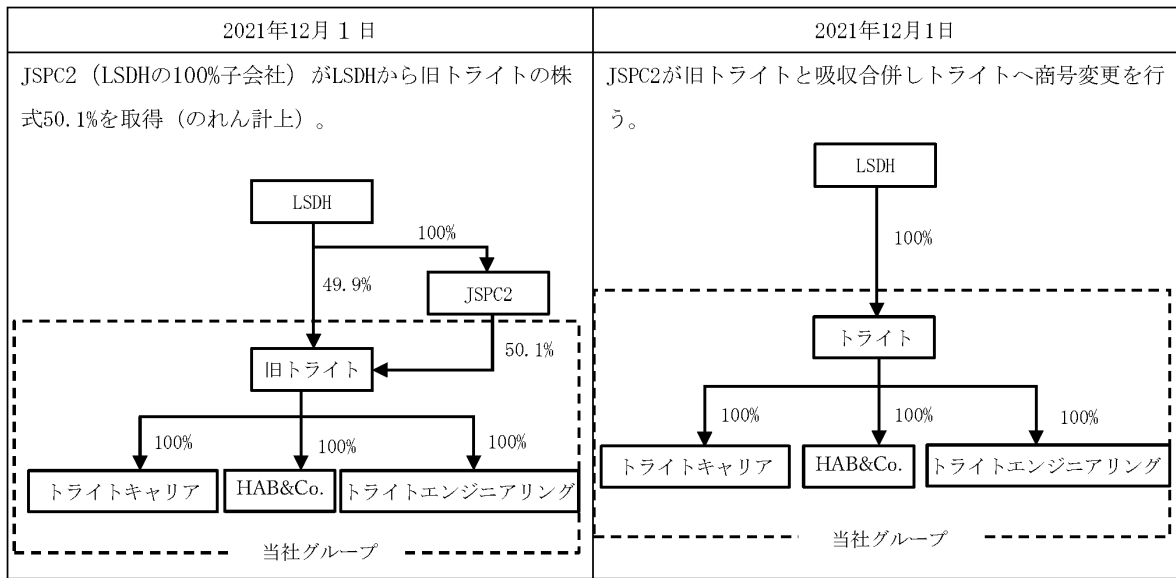 2021年12月１日
JSPC2（LSDHの100%子会社）がLSDHから旧トライトの株
式50.1%を取得（のれん計上）。
LSDH
100%
49.9%
JSPC2
50.1%
旧トライト
100%
100%
100%
トライトキャリア
HAB&Co.
トライトエンジニアリング
当社グループ
2021年12月1日
JSPC2が旧トライトと吸収合併しトライトへ商号変更を行
う。
LSDH
100%
トライト
100%
100%
100%
トライトキャリア
HAB&Co.
トライトエンジニアリング
当社グループ